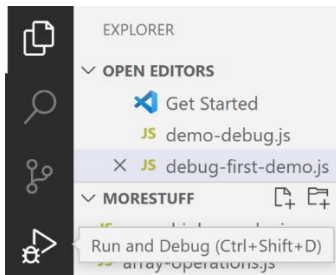 EXPLORER
OPEN EDITORS
Get Started
JS demo-debug.js
JS debug-first-demo.js
MORESTUFF
Run and Debug (Ctrl+Shift+D)
array-operations.js